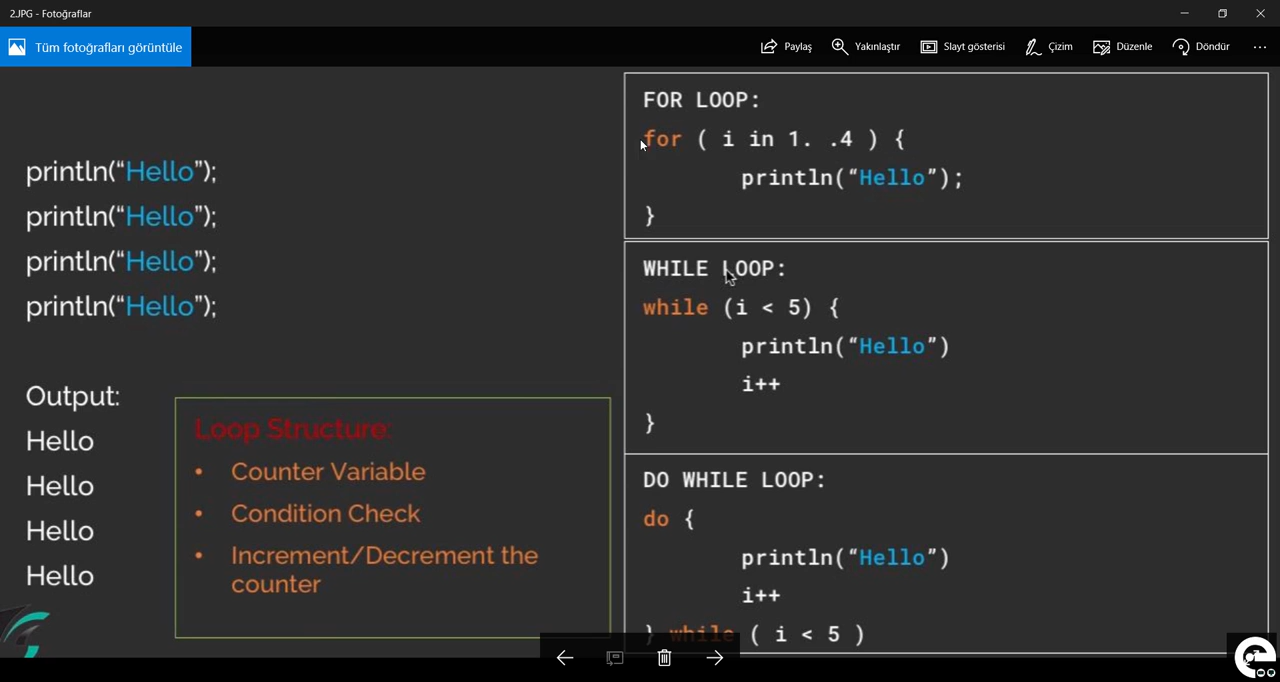 2.JPG - Fotoğraflar
Tüm fotoğrafları görüntüle
Paylaş
Yakınlaştır
Slayt gösterisi
Çizim
Düzenle
Döndür
println(“Hello”);
println(“Hello”);
println(“Hello”);
println(“Hello”);
Output:
Hello
Hello
Hello
Hello
Loop Structure:
• Counter Variable
• Condition Check
• Increment/Decrement the
counter
FOR LOOP:
for ( i in 1. .4 ) {
println(“Hello”);
}
WHILE LOOP:
while (i < 5) {
println(“Hello”)
i++
}
DO WHILE LOOP:
do {
println(“Hello”)
i++
} while ( i < 5 )